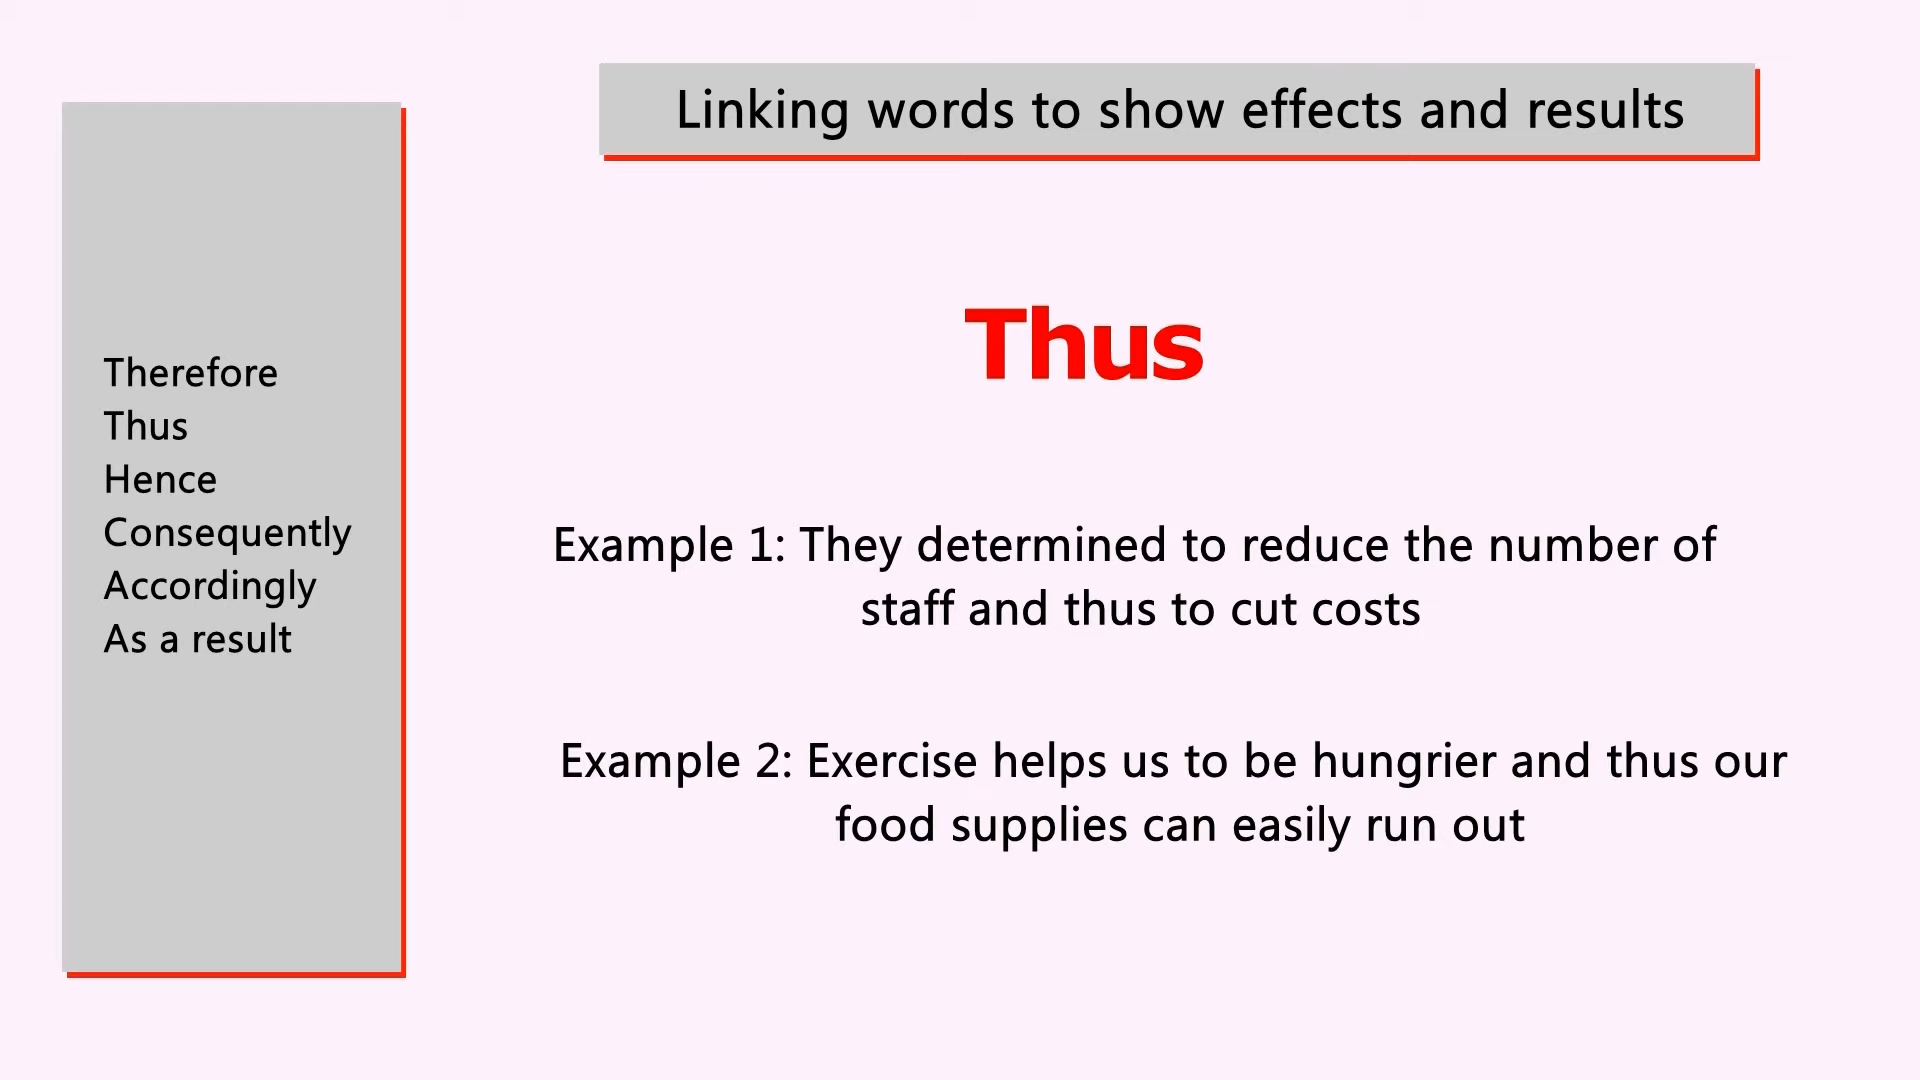 Linking words to show effects and results
Therefore
Thus
Hence
Consequently
Accordingly
As a result
Thus
Example 1: They determined to reduce the number of
staff and thus to cut costs
Example 2: Exercise helps us to be hungrier and thus our
food supplies can easily run out